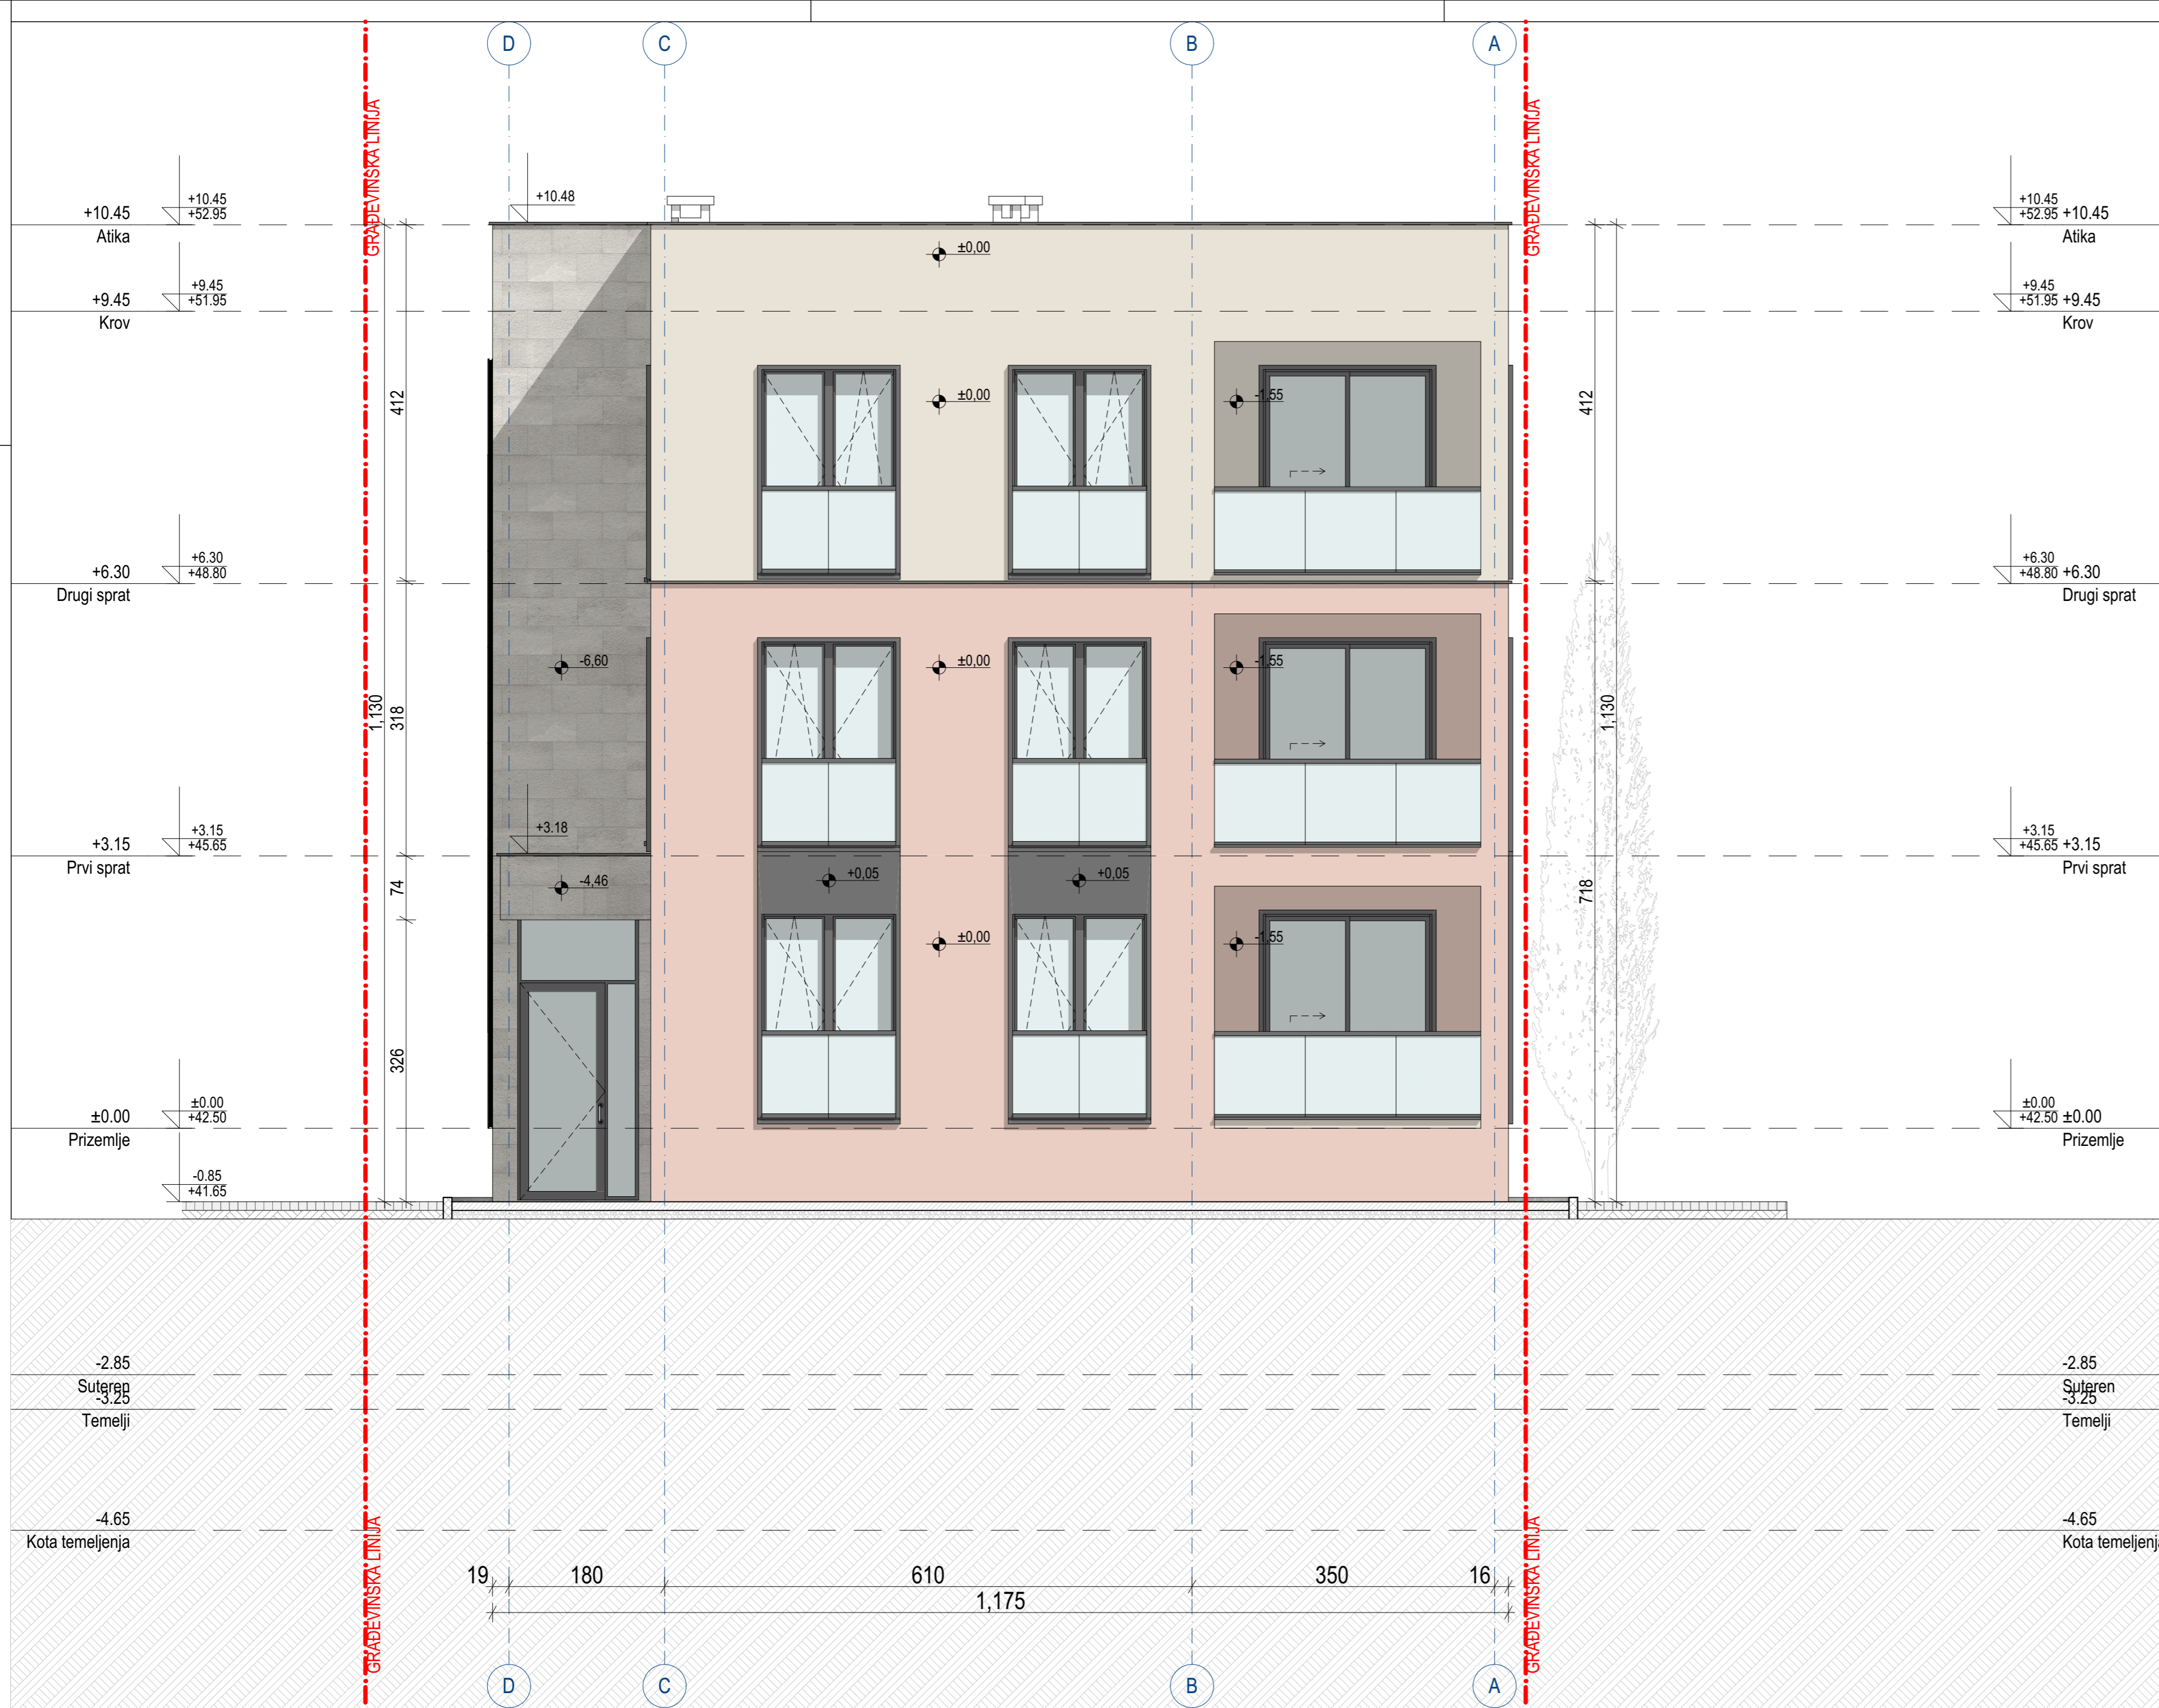 D C B A
GRAĐEVINSKA LINIJA
GRAĐEVINSKA LINIJA
+10.48
+10.45
Atika
+10.45
+52.95
+10.45
+52.95
+10.45
Atika
±0,00
+9.45
Krov
+9.45
+51.95
+9.45
+51.95
+9.45
Krov
412
±0,00
-1,55
412
+6.30
Drugi sprat
+6.30
+48.80
+6.30
+48.80
+6.30
Drugi sprat
-6,60
±0,00
-1,55
1,130
318
1,130
+3.18
+3.15
Prvi sprat
+3.15
+45.65
+3.15
+45.65
+3.15
Prvi sprat
74
-4,46
+0,05
+0,05
718
±0,00
-1,55
326
±0.00
Prizemlje
±0.00
+42.50
±0.00
+42.50
±0.00
Prizemlje
-0.85
+41.65
-2.85
Suteren
-3.25
Temelji
-2.85
Suteren
-3.25
Temelji
-4.65
Kota temeljenja
-4.65
Kota temeljenja
GRAĐEVINSKA LINIJA
GRAĐEVINSKA LINIJA
19 180 610 350 16
1,175
D C B A